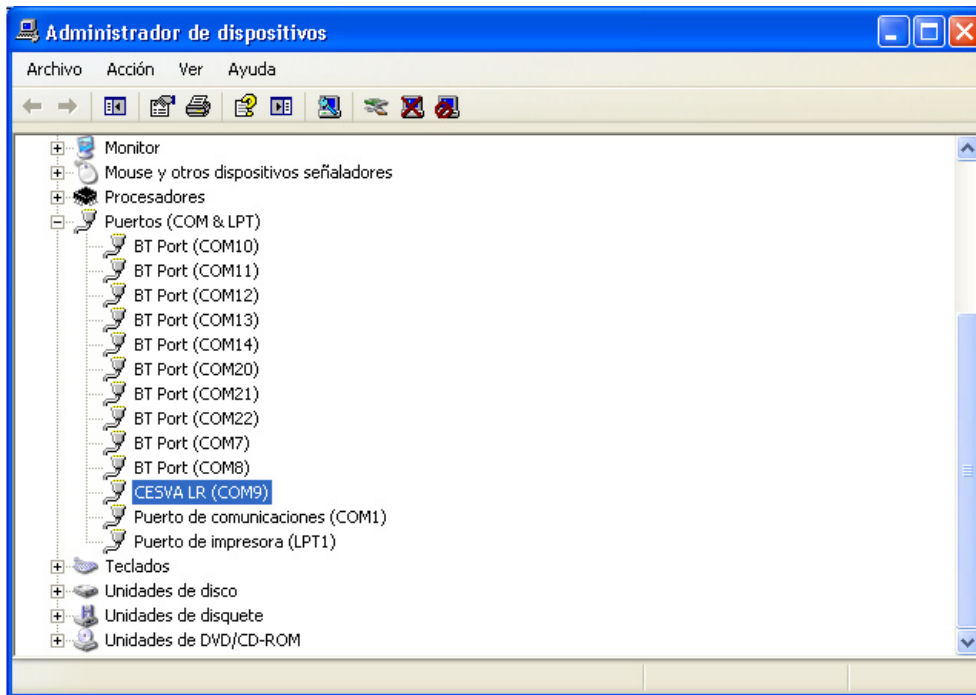 Administrador de dispositivos
Archivo Acción Ver Ayuda
Monitor
Mouse y otros dispositivos señaladores
Procesadores
Puertos (COM & LPT)
BT Port (COM10)
BT Port (COM11)
BT Port (COM12)
BT Port (COM13)
BT Port (COM14)
BT Port (COM20)
BT Port (COM21)
BT Port (COM22)
BT Port (COM7)
BT Port (COM8)
CESVA LR (COM9)
Puerto de comunicaciones (COM1)
Puerto de impresora (LPT1)
Teclados
Unidades de disco
Unidades de disquete
Unidades de DVD/CD-ROM